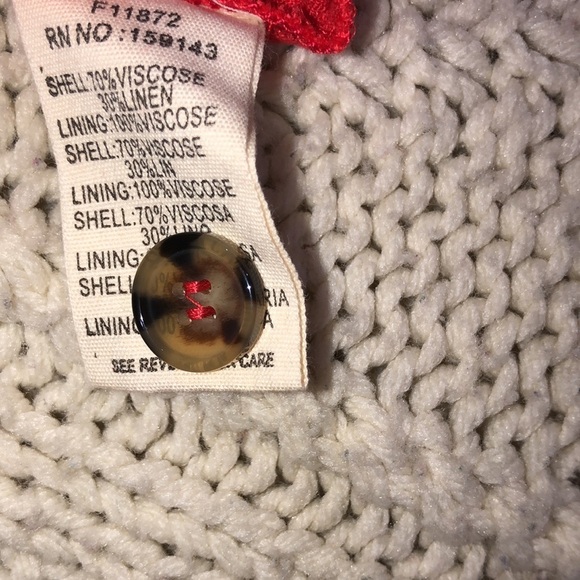 F11872
RN NO:159143
SHELL:70%VISCOSE
30%LINEN
LINING:100%VISCOSE
SHELL:70%VISCOSE
30%LIN
LINING:100%VISCOSE
SHELL:70%VISCOSA
30%LINO
LINING:
SHELL
LINING
SEE CARE